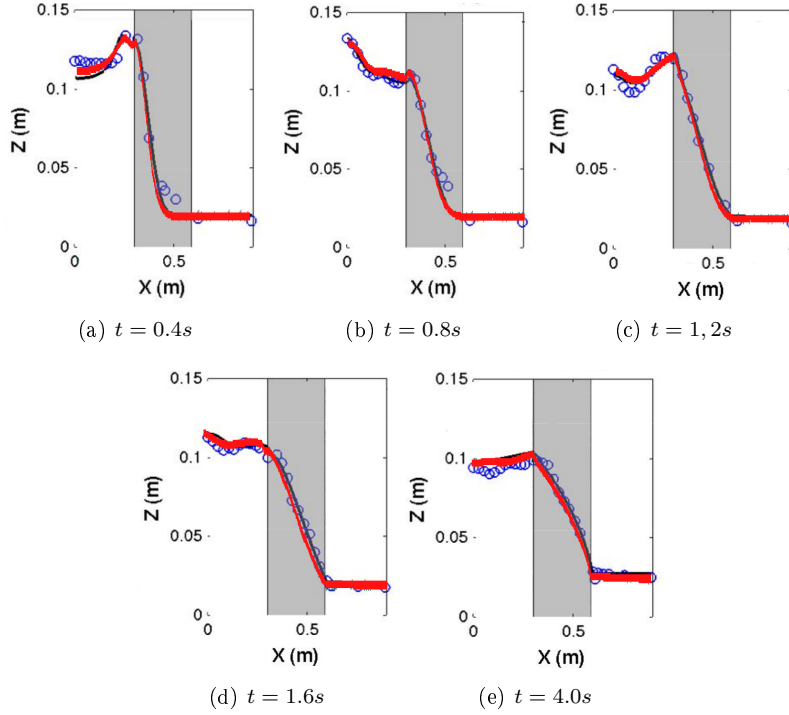 0.15
0.1
0.05
0
Z (m)
0
0.5
X (m)
(a) t = 0.4s
0.15
0.1
0.05
0
Z (m)
0
0.5
X (m)
(b) t = 0.8s
0.15
0.1
0.05
0
Z (m)
0
0.5
X (m)
(c) t = 1, 2s
0.15
0.1
0.05
0
Z (m)
0
0.5
X (m)
(d) t = 1.6s
0.15
0.1
0.05
0
Z (m)
0
0.5
X (m)
(e) t = 4.0s